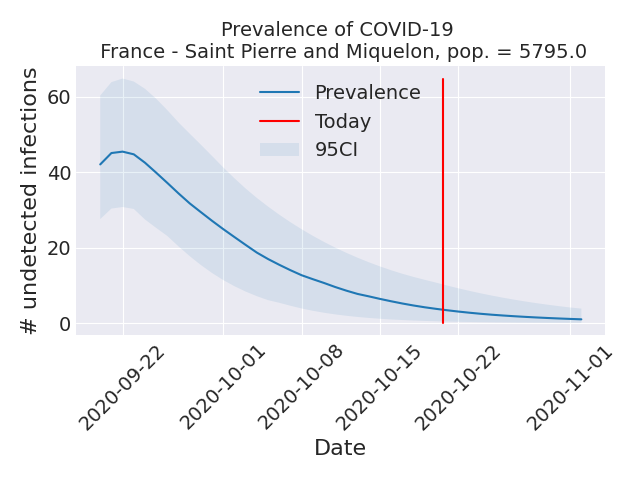 Prevalence of COVID-19
France - Saint Pierre and Miquelon, pop. = 5795.0
# undetected infections
60
40
20
0
Prevalence
Today
95CI
2020-09-22
2020-10-01
2020-10-08
2020-10-15
2020-10-22
2020-11-01
Date